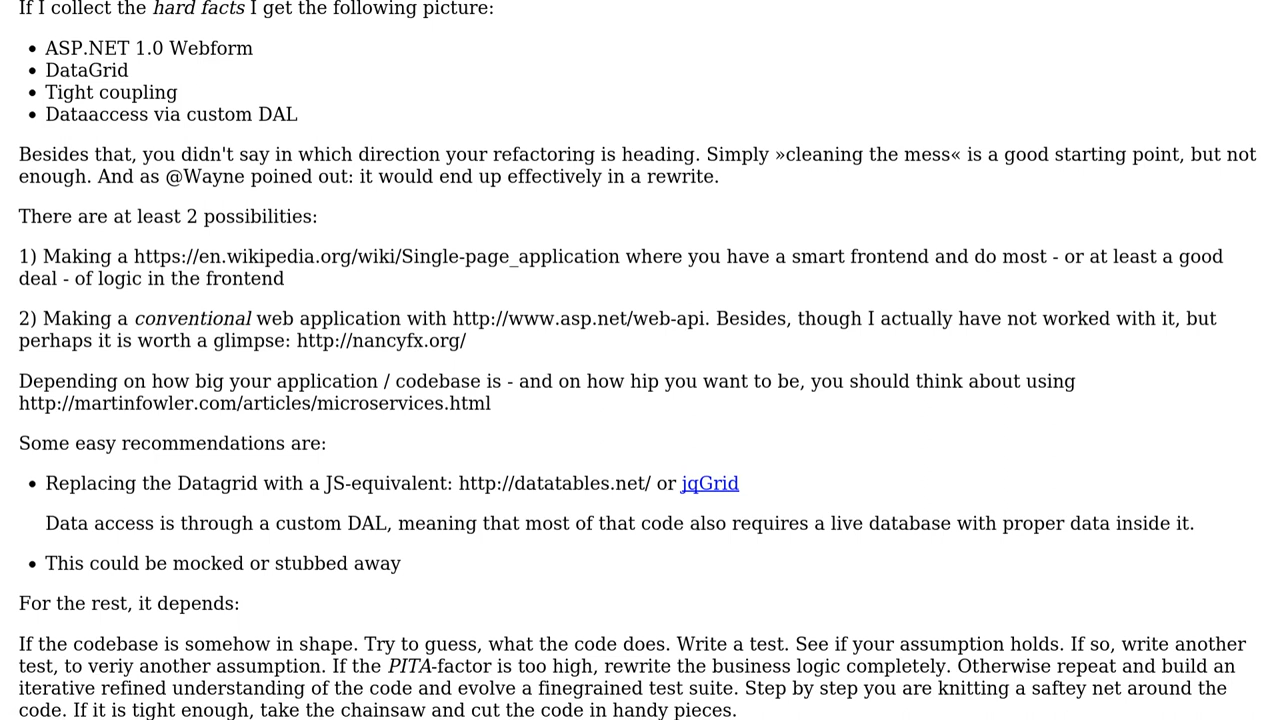 If I collect the hard facts I get the following picture:
• ASP.NET 1.0 Webform
• DataGrid
• Tight coupling
• Dataaccess via custom DAL
Besides that, you didn't say in which direction your refactoring is heading. Simply »cleaning the mess« is a good starting point, but not
enough. And as @Wayne poined out: it would end up effectively in a rewrite.
There are at least 2 possibilities:
1) Making a https://en.wikipedia.org/wiki/Single-page_application where you have a smart frontend and do most - or at least a good
deal - of logic in the frontend
2) Making a conventional web application with http://www.asp.net/web-api. Besides, though I actually have not worked with it, but
perhaps it is worth a glimpse: http://nancyfx.org/
Depending on how big your application / codebase is - and on how hip you want to be, you should think about using
http://martinfowler.com/articles/microservices.html
Some easy recommendations are:
• Replacing the Datagrid with a JS-equivalent: http://datatables.net/ or jqGrid
Data access is through a custom DAL, meaning that most of that code also requires a live database with proper data inside it.
• This could be mocked or stubbed away
For the rest, it depends:
If the codebase is somehow in shape. Try to guess, what the code does. Write a test. See if your assumption holds. If so, write another
test, to veriy another assumption. If the PITA-factor is too high, rewrite the business logic completely. Otherwise repeat and build an
iterative refined understanding of the code and evolve a finegrained test suite. Step by step you are knitting a saftey net around the
code. If it is tight enough, take the chainsaw and cut the code in handy pieces.